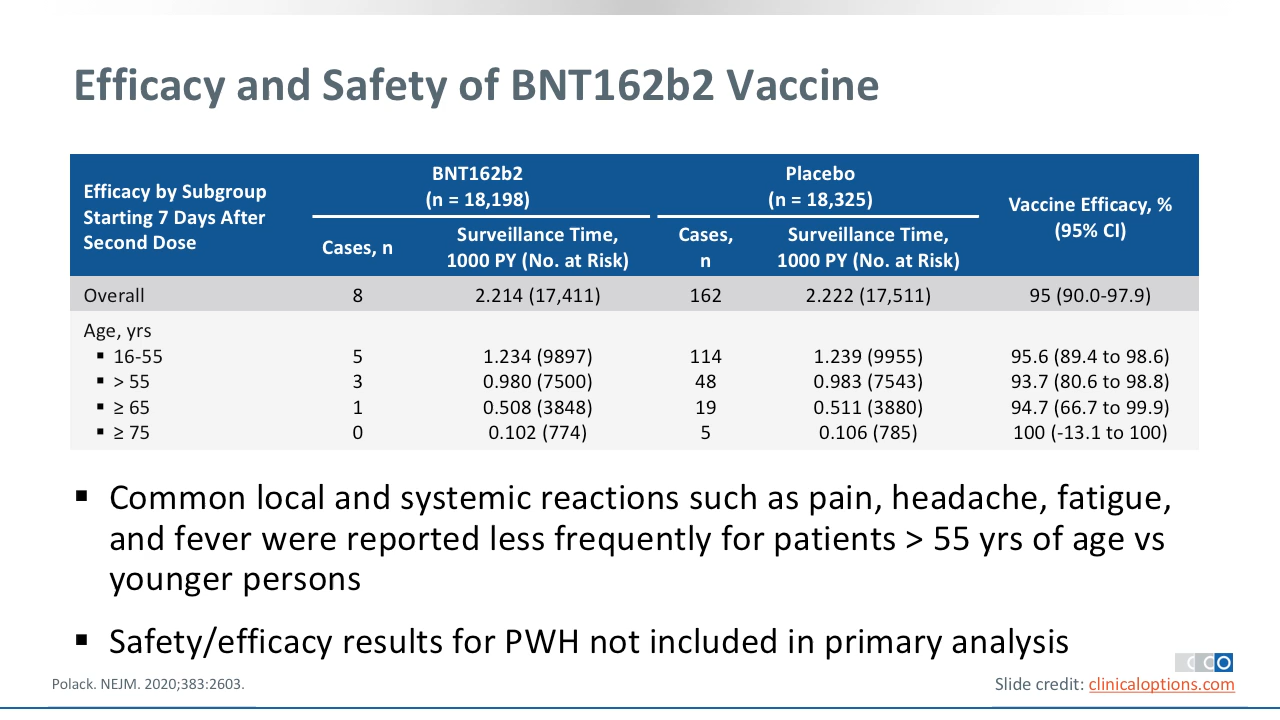 Efficacy and Safety of BNT162b2 Vaccine
Efficacy by Subgroup
Starting 7 Days After
Second Dose
BNT162b2
(n = 18,198)
Placebo
(n = 18,325)
Vaccine Efficacy, %
(95% CI)
Cases, n
Surveillance Time,
1000 PY (No. at Risk)
Cases,
n
Surveillance Time,
1000 PY (No. at Risk)
Overall 8 2.214 (17,411) 162 2.222 (17,511) 95 (90.0-97.9)
Age, yrs
▪ 16-55 5 1.234 (9897) 114 1.239 (9955) 95.6 (89.4 to 98.6)
▪ > 55 3 0.980 (7500) 48 0.983 (7543) 93.7 (80.6 to 98.8)
▪ ≥ 65 1 0.508 (3848) 19 0.511 (3880) 94.7 (66.7 to 99.9)
▪ ≥ 75 0 0.102 (774) 5 0.106 (785) 100 (-13.1 to 100)
▪ Common local and systemic reactions such as pain, headache, fatigue,
and fever were reported less frequently for patients > 55 yrs of age vs
younger persons
▪ Safety/efficacy results for PWH not included in primary analysis
CCO
Polack. NEJM. 2020;383:2603.
Slide credit: clinicaloptions.com